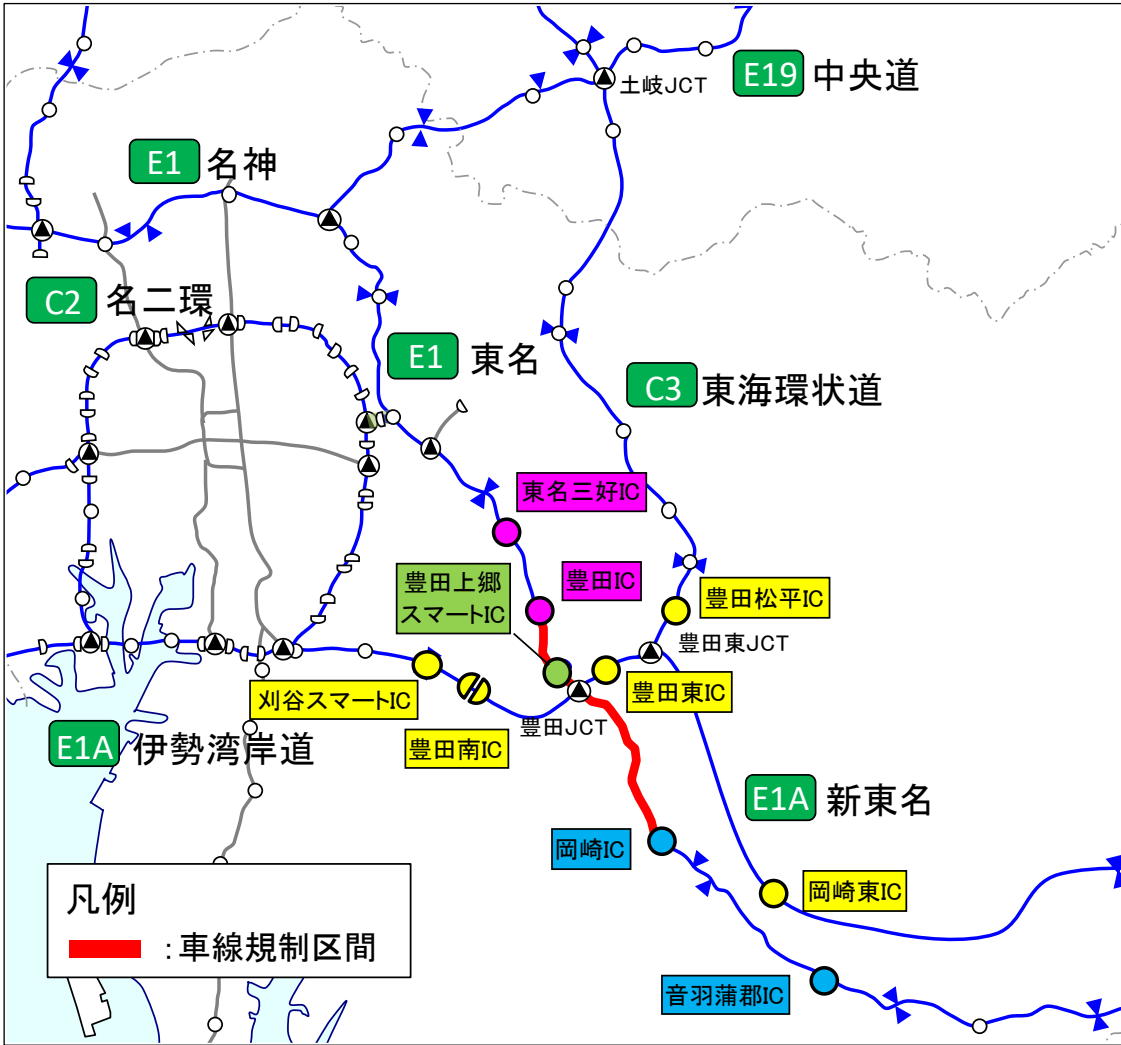 土岐JCT
E19 中央道
E1 名神
C2 名二環
E1 東名
C3 東海環状道
東名三好IC
豊田上郷
スマートIC
豊田IC
豊田松平IC
豊田東JCT
刈谷スマートIC
豊田東IC
豊田JCT
豊田南IC
E1A 伊勢湾岸道
E1A 新東名
岡崎IC
岡崎東IC
凡例
：車線規制区間
音羽蒲郡IC